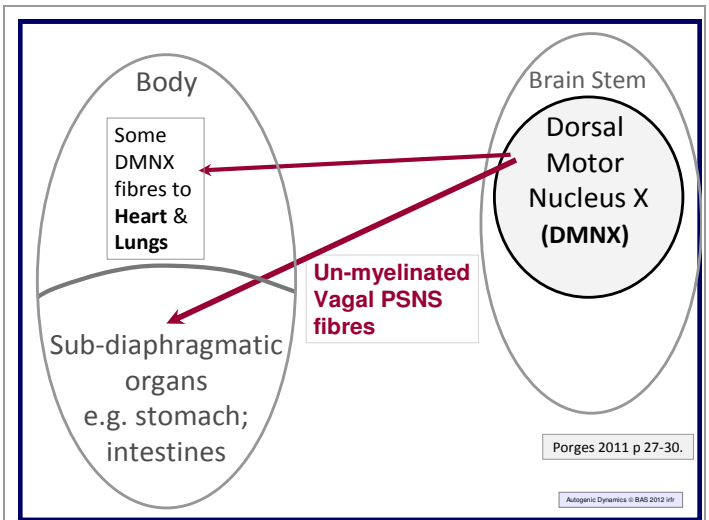 Body
Some
DMNX
fibres to
Heart &
Lungs
Sub-diaphragmatic
organs
e.g. stomach;
intestines
Un-myelinated
Vagal PSNS
fibres
Brain Stem
Dorsal
Motor
Nucleus X
(DMNX)
Porges 2011 p 27-30.
Autogenic Dynamics © BAS 2012 irfr